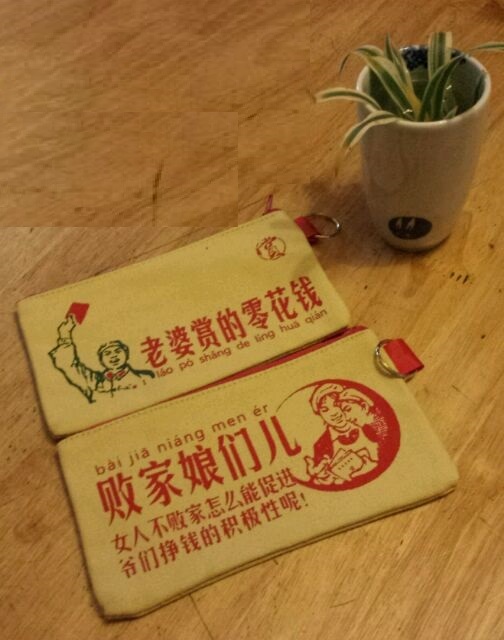 赏
老婆赏的零花钱
lǎo pó shǎng de líng huā qián
bài jiā niáng men ér
败家娘们儿
女人不败家怎么能促进
爷们挣钱的积极性呢!